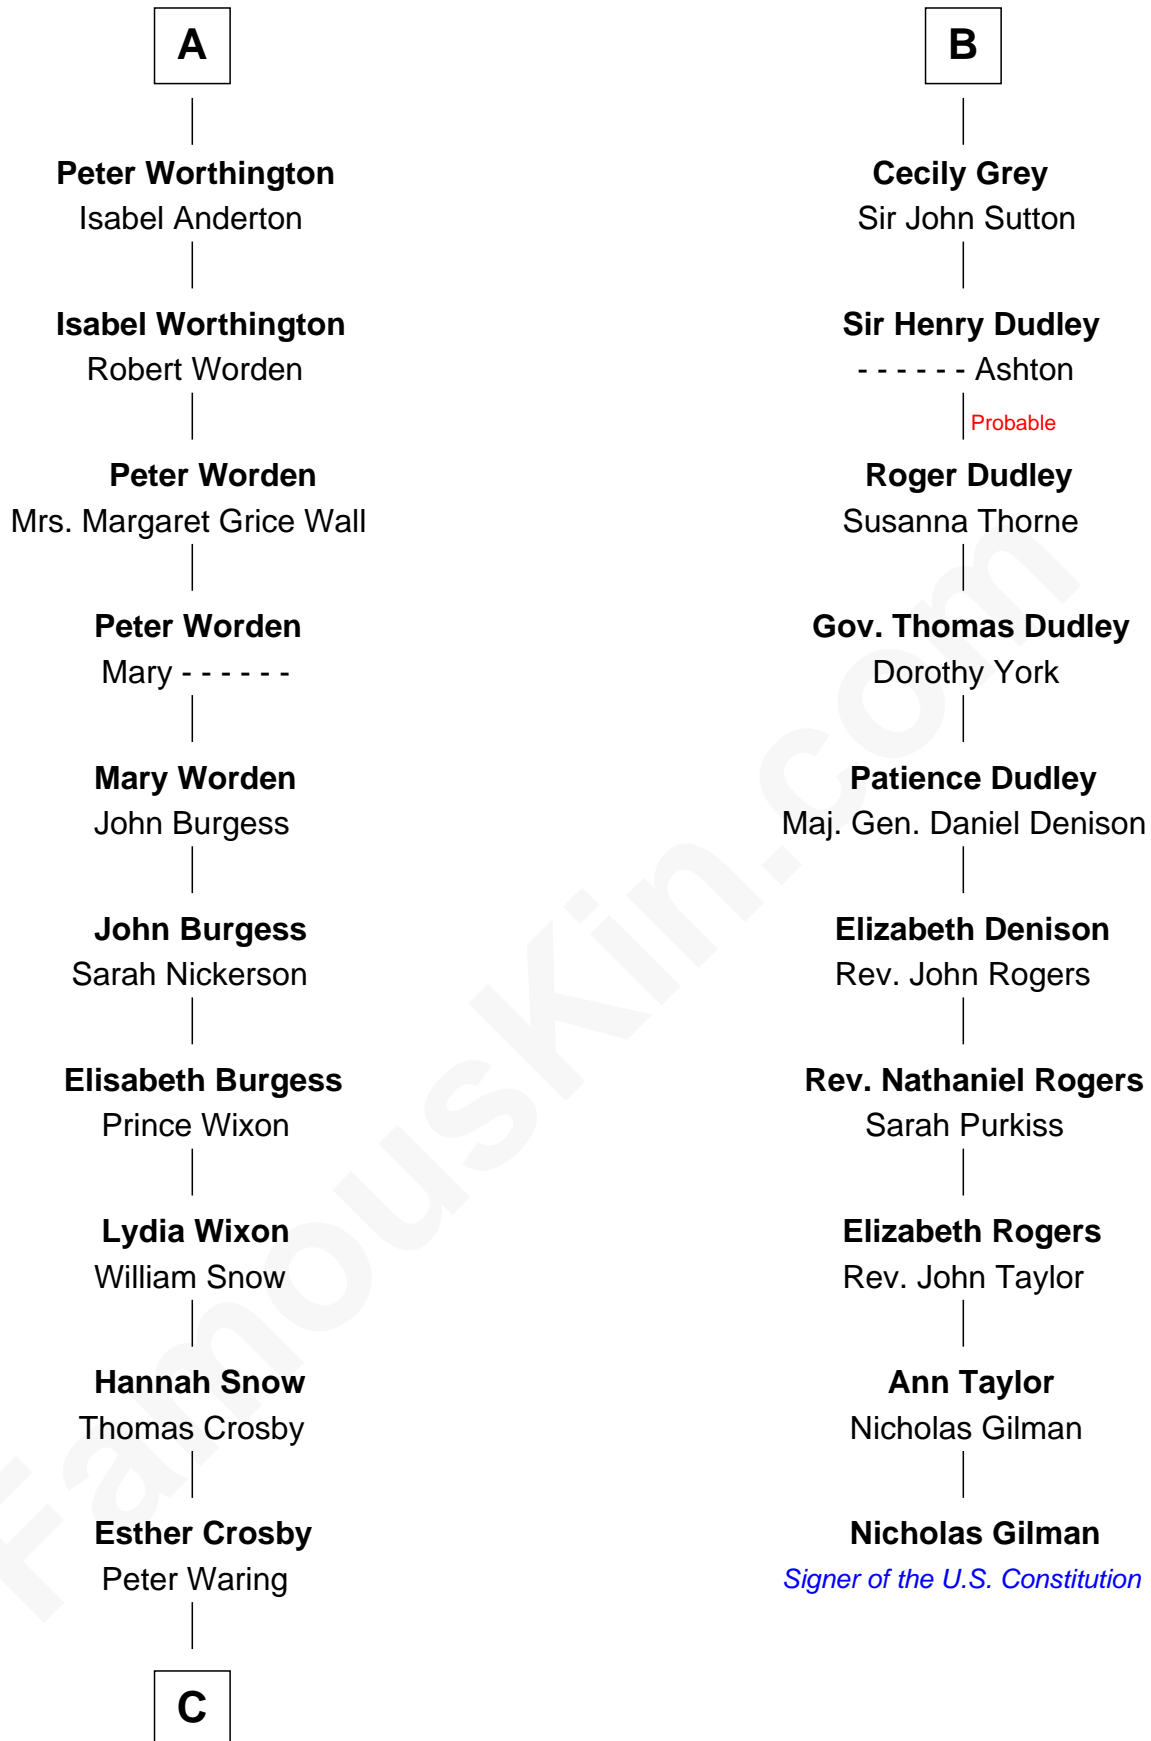 A
Peter Worthington
Isabel Anderton
Isabel Worthington
Robert Worden
Peter Worden
Mrs. Margaret Grice Wall
Peter Worden
Mary - - - - - -
Mary Worden
John Burgess
John Burgess
Sarah Nickerson
Elisabeth Burgess
Prince Wixon
Lydia Wixon
William Snow
Hannah Snow
Thomas Crosby
Esther Crosby
Peter Waring
C
B
Cecily Grey
Sir John Sutton
Sir Henry Dudley
- - - - - - Ashton
Probable
Roger Dudley
Susanna Thorne
Gov. Thomas Dudley
Dorothy York
Patience Dudley
Maj. Gen. Daniel Denison
Elizabeth Denison
Rev. John Rogers
Rev. Nathaniel Rogers
Sarah Purkiss
Elizabeth Rogers
Rev. John Taylor
Ann Taylor
Nicholas Gilman
Nicholas Gilman
Signer of the U.S. Constitution
FamousKin.com